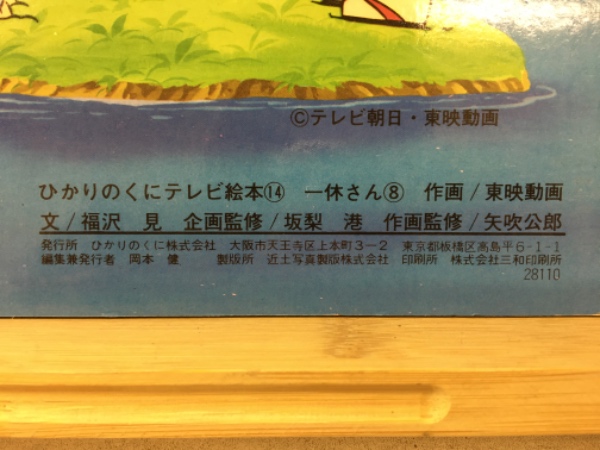 ©テレビ朝日・東映動画
ひかりのくにテレビ絵本⑭ 一休さん⑧ 作画/東映動画
文/福沢 見 企画監修/坂梨 港 作画監修/矢吹公郎
発行所 ひかりのくに株式会社 大阪市天王寺区上本町3-2 東京都板橋区高島平6-1-1
編集兼発行者 岡本 健 製版所 近土写真製版株式会社 印刷所 株式会社三和印刷所
28110